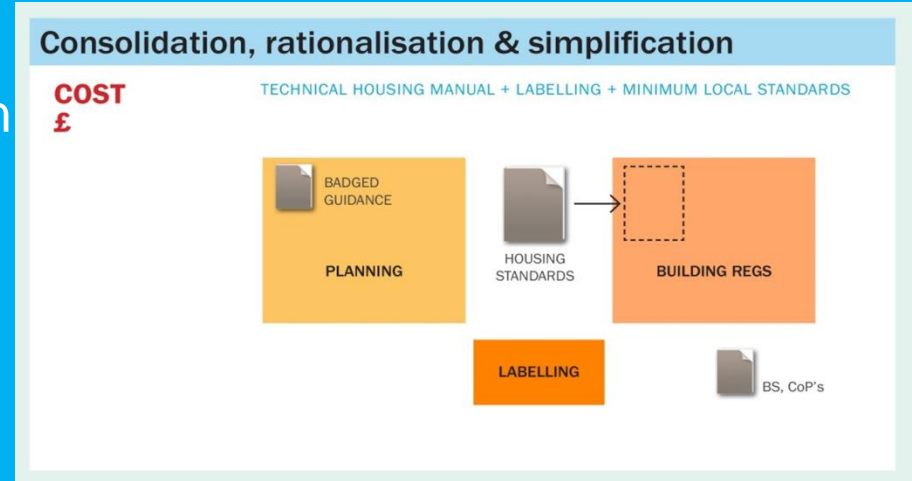 Consolidation, rationalisation & simplification
COST
£
TECHNICAL HOUSING MANUAL + LABELLING + MINIMUM LOCAL STANDARDS
BADGED
GUIDANCE
PLANNING
HOUSING
STANDARDS
BUILDING REGS
LABELLING
BS, CoP's